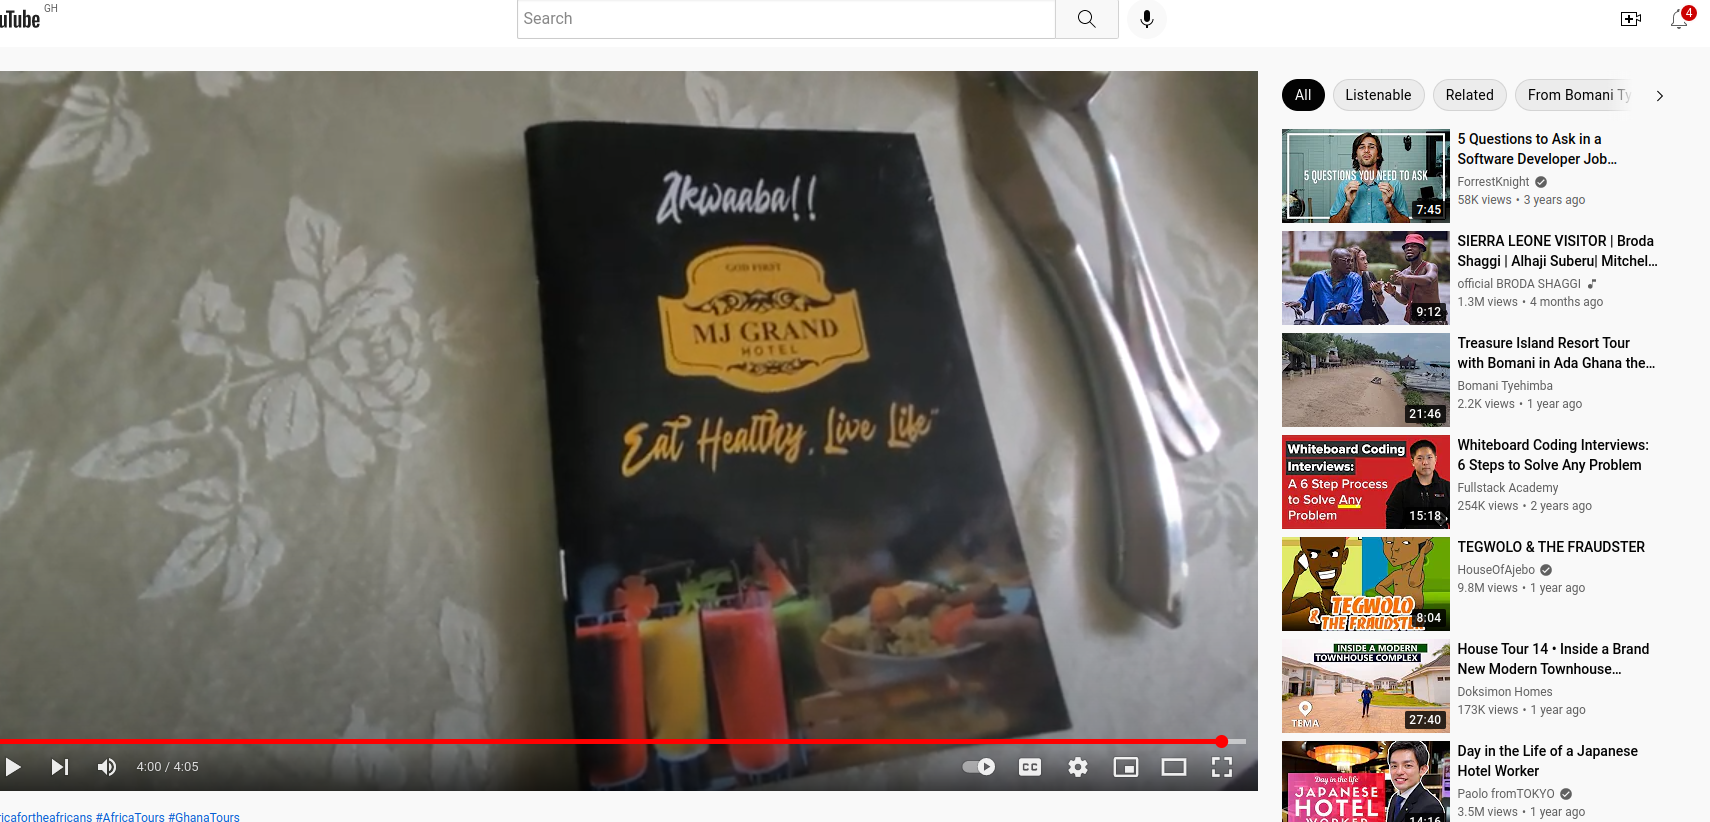 uTube GH
Search
4
Akwaaba!!
GOD FIRST
MJ GRAND
HOTEL
Eat Healthy, Live Life"
4:00 / 4:05
CC
ricafortheafricans #AfricaTours #GhanaTours
All
Listenable
Related
From Bomani Ty
5 QUESTIONS YOU NEED TO ASK
7:45
5 Questions to Ask in a
Software Developer Job...
ForrestKnight
58K views • 3 years ago
9:12
SIERRA LEONE VISITOR | Broda
Shaggi | Alhaji Suberu| Mitchel...
official BRODA SHAGGI
1.3M views • 4 months ago
21:46
Treasure Island Resort Tour
with Bomani in Ada Ghana the...
Bomani Tyehimba
2.2K views • 1 year ago
Whiteboard Coding
Interviews:
A 6 Step Process
to Solve Any
Problem
15:18
Whiteboard Coding Interviews:
6 Steps to Solve Any Problem
Fullstack Academy
254K views • 2 years ago
TEGWOLO
& THE FRAUDSTER
8:04
TEGWOLO & THE FRAUDSTER
HouseOfAjebo
9.8M views • 1 year ago
INSIDE A MODERN
TOWNHOUSE COMPLEX
TEMA
27:40
House Tour 14 • Inside a Brand
New Modern Townhouse...
Doksimon Homes
173K views • 1 year ago
Day in the life
JAPANESE
HOTEL
WORKER
14:16
Day in the Life of a Japanese
Hotel Worker
Paolo fromTOKYO
3.5M views • 1 year ago